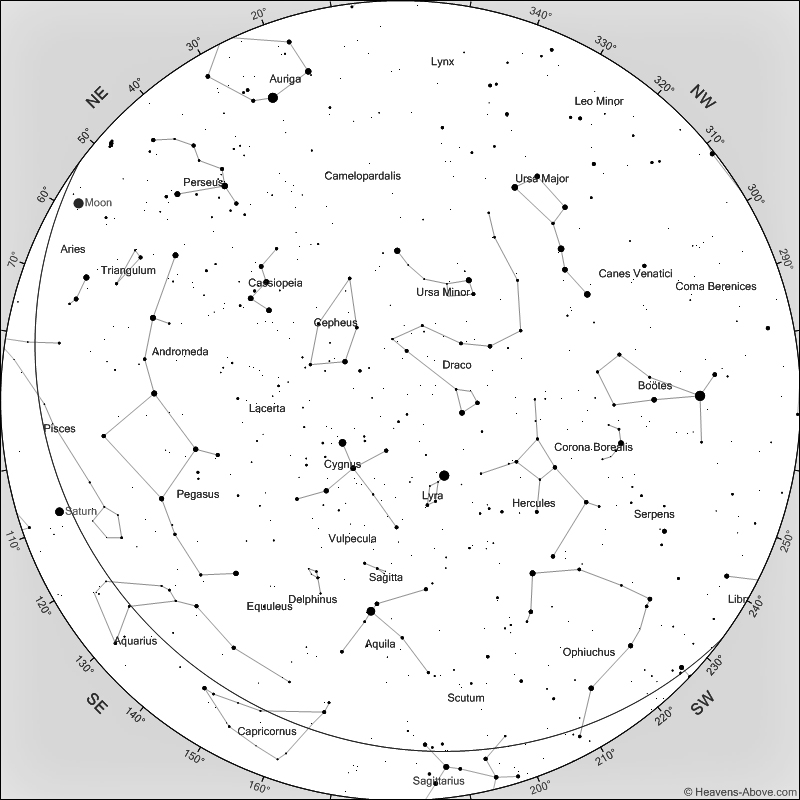 20°
340°
30°
330°
Lynx
Auriga
40°
320°
NE
NW
Leo Minor
50°
310°
Perseus
Camelopardalis
Ursa Major
60°
300°
Moon
Aries
70°
290°
Triangulum
Cassiopeia
Canes Venatici
Ursa Minor
Coma Berenices
Cepheus
Andromeda
Draco
Boötes
Lacerta
Pisces
Corona Borealis
Cygnus
Pegasus
Lyra
Hercules
Saturn
Serpens
110°
Vulpecula
250°
Sagitta
Equuleus
Delphinus
Libr
120°
240°
Aquarius
Aquila
Ophiuchus
130°
230°
Scutum
SE
SW
140°
220°
Capricornus
150°
210°
160°
Sagittarius
200°
© Heavens-Above.com